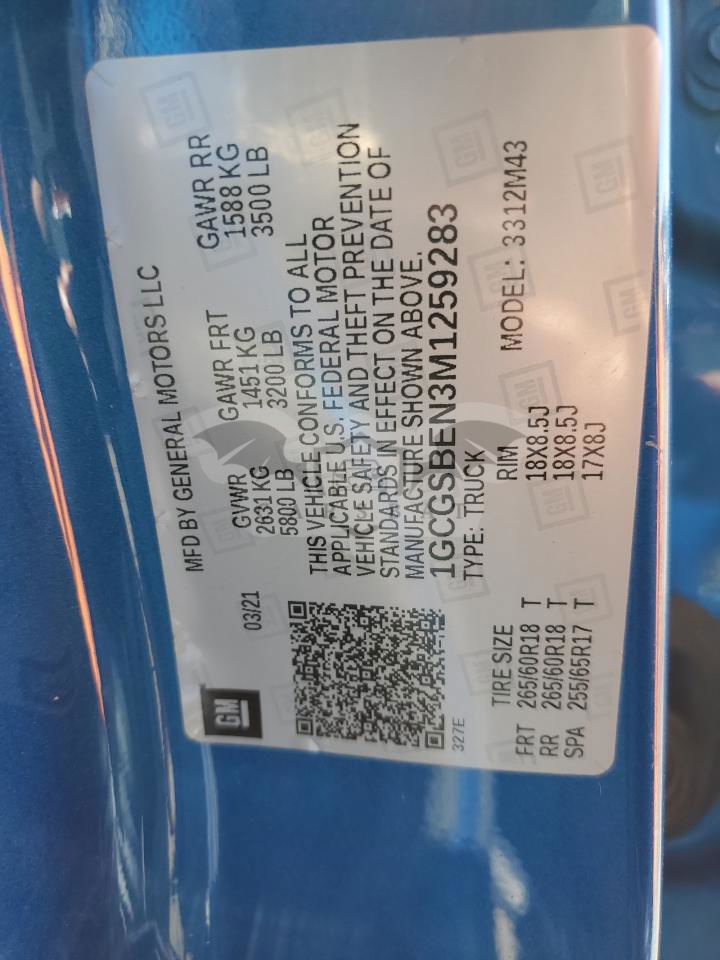 GM
03/21
MFD BY GENERAL MOTORS LLC
GVWR GAWR FRT GAWR RR
2631 KG 1451 KG 1588 KG
5800 LB 3200 LB 3500 LB
THIS VEHICLE CONFORMS TO ALL
APPLICABLE U.S. FEDERAL MOTOR
VEHICLE SAFETY AND THEFT PREVENTION
STANDARDS IN EFFECT ON THE DATE OF
MANUFACTURE SHOWN ABOVE.
1GCGSBEN3M1259283
327E
TYPE: TRUCK
MODEL: 3312M43
TIRE SIZE RIM
FRT 265/60R18 T 18X8.5J
RR 265/60R18 T 18X8.5J
SPA 255/65R17 T 17X8J